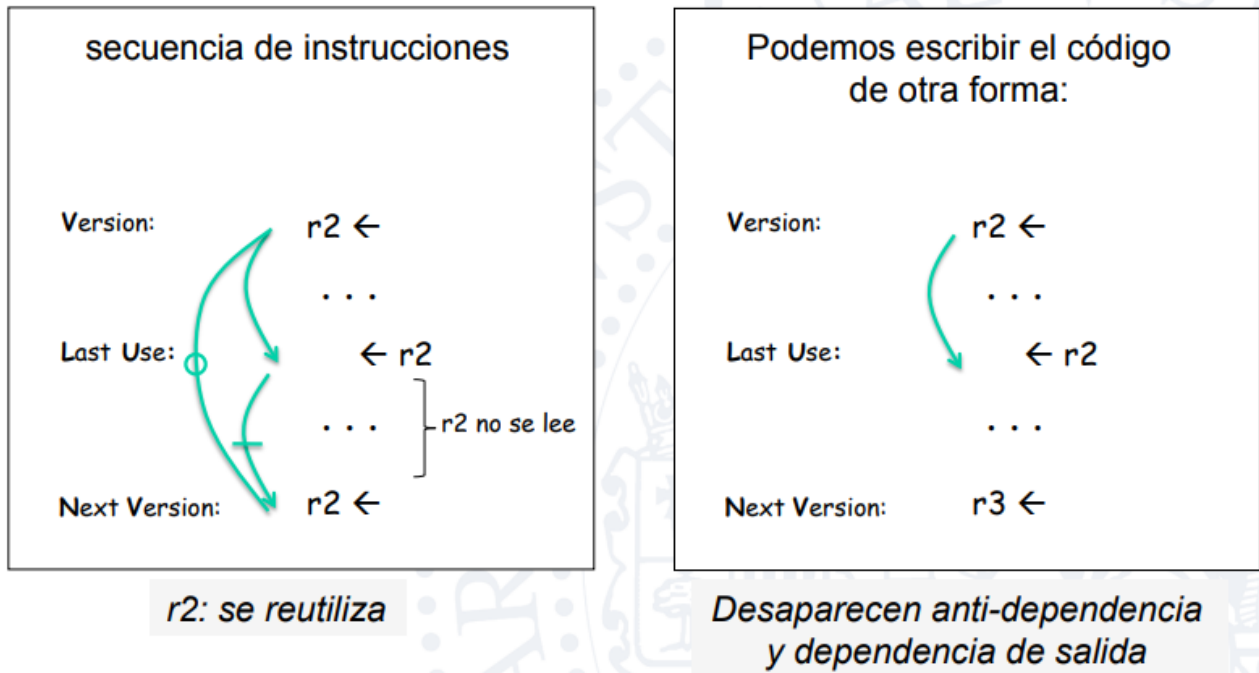 secuencia de instrucciones
Version: r2 ←
. . .
Last Use: ← r2
. . . r2 no se lee
Next Version: r2 ←
r2: se reutiliza
Podemos escribir el código
de otra forma:
Version: r2 ←
. . .
Last Use: ← r2
. . .
Next Version: r3 ←
Desaparecen anti-dependencia
y dependencia de salida